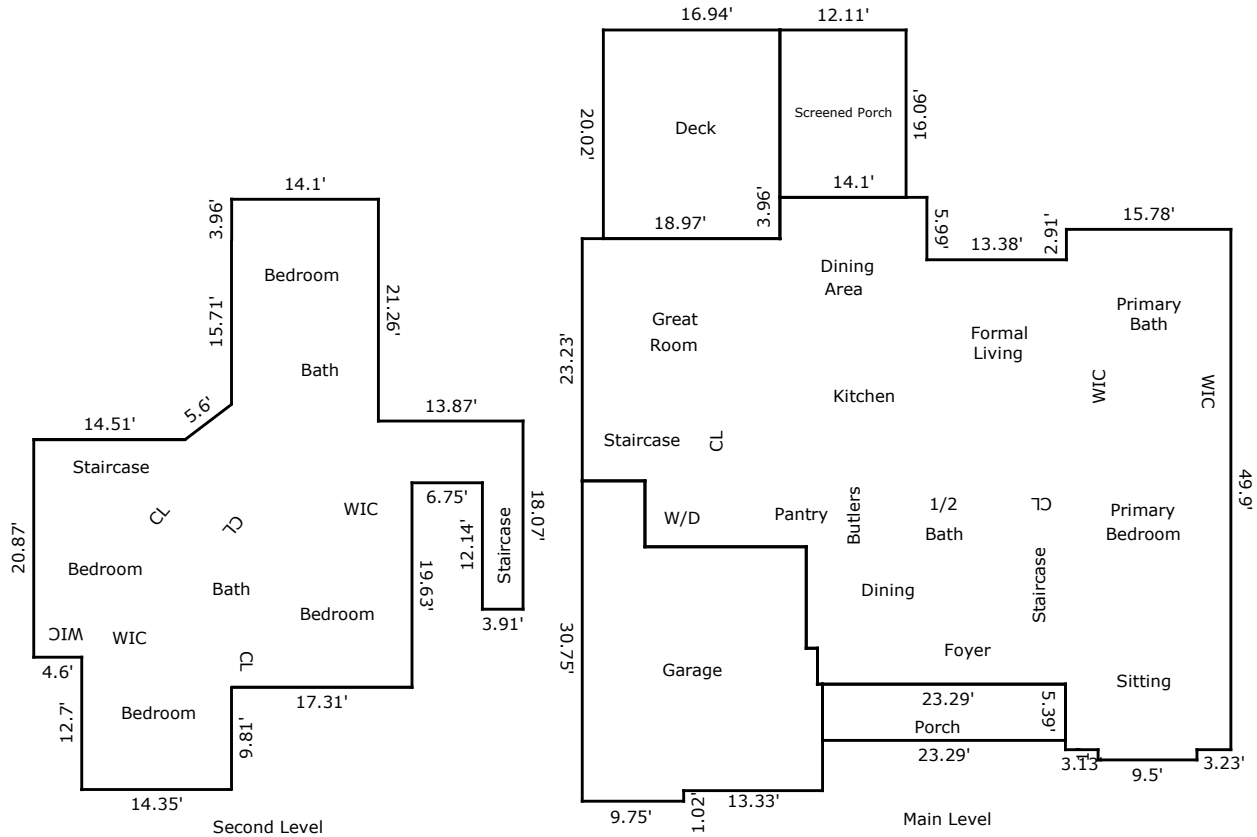 16.94'
12.11'
20.02'
Deck
Screened Porch
16.06'
14.1'
3.96'
14.1'
3.96'
18.97'
5.99'
13.38'
2.91'
15.78'
Bedroom
15.71'
21.26'
Dining
Area
Great
Room
Formal
Living
Primary
Bath
23.23'
Bath
Kitchen
WIC
WIC
5.6'
14.51'
13.87'
Staircase
Staircase
CL
49.9'
20.87'
CL
CL
WIC
6.75'
12.14'
Staircase
18.07'
W/D
Pantry
Butlers
1/2
Bath
CL
Primary
Bedroom
Bedroom
Bath
19.63'
Bedroom
3.91'
Dining
Staircase
WIC
WIC
4.6'
CL
30.75'
Garage
Foyer
Sitting
12.7'
Bedroom
9.81'
17.31'
23.29'
5.39'
Porch
23.29'
1'
3.13'
9.5'
3.23'
14.35'
9.75'
1.02'
13.33'
Second Level
Main Level